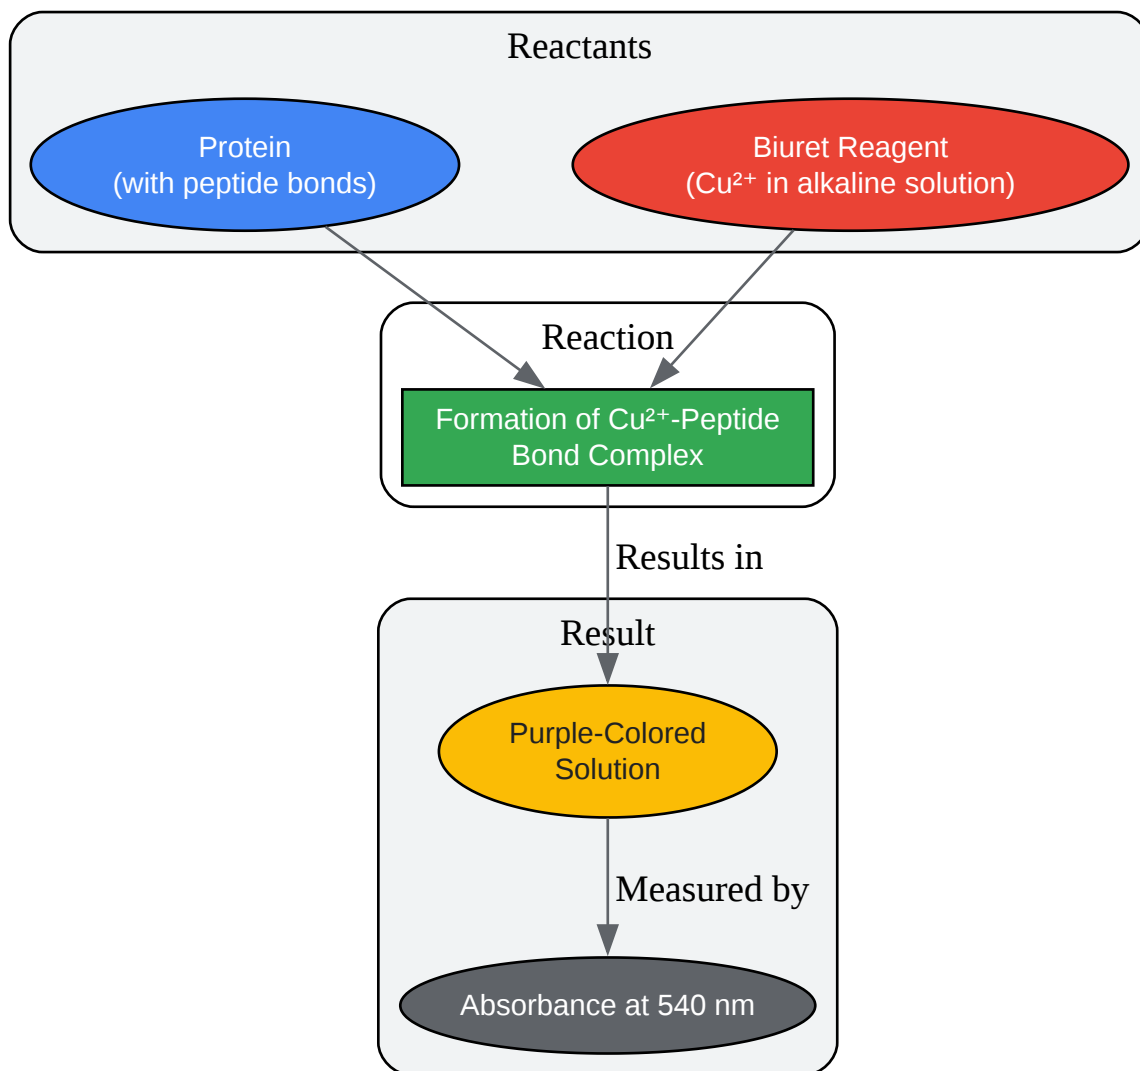 Reactants
Protein
(with peptide bonds)
Biuret Reagent
(Cu²⁺ in alkaline solution)
Reaction
Formation of Cu²⁺-Peptide
Bond Complex
Results in
Result
Purple-Colored
Solution
Measured by
Absorbance at 540 nm